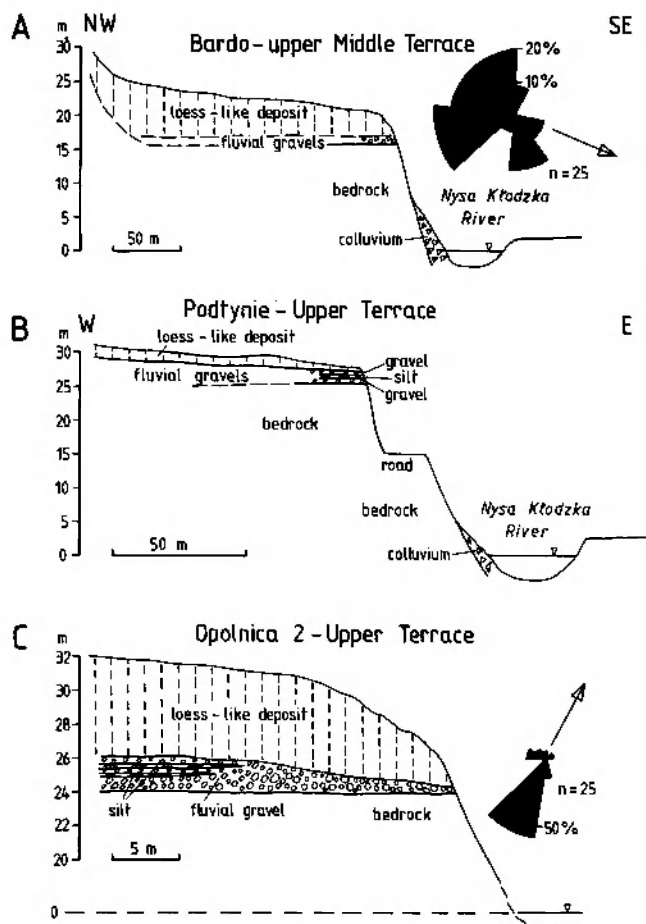 A
NW
SE
m
Bardo – upper Middle Terrace
30
25
20
15
10
5
0
loess – like deposit
fluvial gravels
bedrock
colluvium
50 m
20%
10%
n = 25
Nysa Kłodzka
River
Podtynie – Upper Terrace
B
W
E
m
30
25
20
15
10
5
0
loess – like deposit
fluvial gravels
gravel
silt
gravel
bedrock
road
bedrock
Nysa Kłodzka
River
colluvium
50 m
C
m
Opolnica 2 – Upper Terrace
32
30
28
26
24
22
20
0
loess – like deposit
silt
fluvial gravel
bedrock
5 m
n = 25
50%